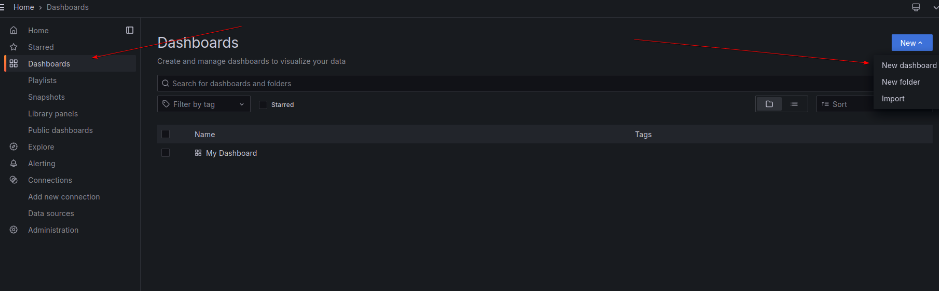 Home › Dashboards
Home
Starred
Dashboards
Playlists
Snapshots
Library panels
Public dashboards
Explore
Alerting
Connections
Add new connection
Data sources
Administration
Dashboards
Create and manage dashboards to visualize your data
New
New dashboard
New folder
Import
Search for dashboards and folders
Filter by tag
Starred
Sort
Name Tags
My Dashboard